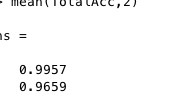 mean(TotalAcc,2)
ns =
0.9957
0.9659